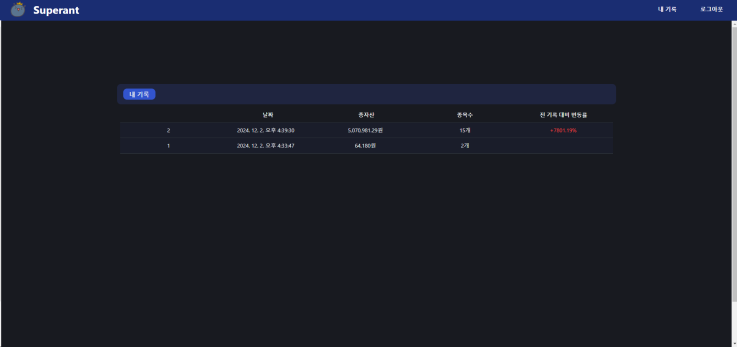 Superant
내 기록
로그아웃
내 기록
날짜 총자산 종목수 전 기록 대비 변동률
2 2024. 12. 2. 오후 4:39:30 5,070,981.29원 15개 +7801.19%
1 2024. 12. 2. 오후 4:33:47 64,180원 2개